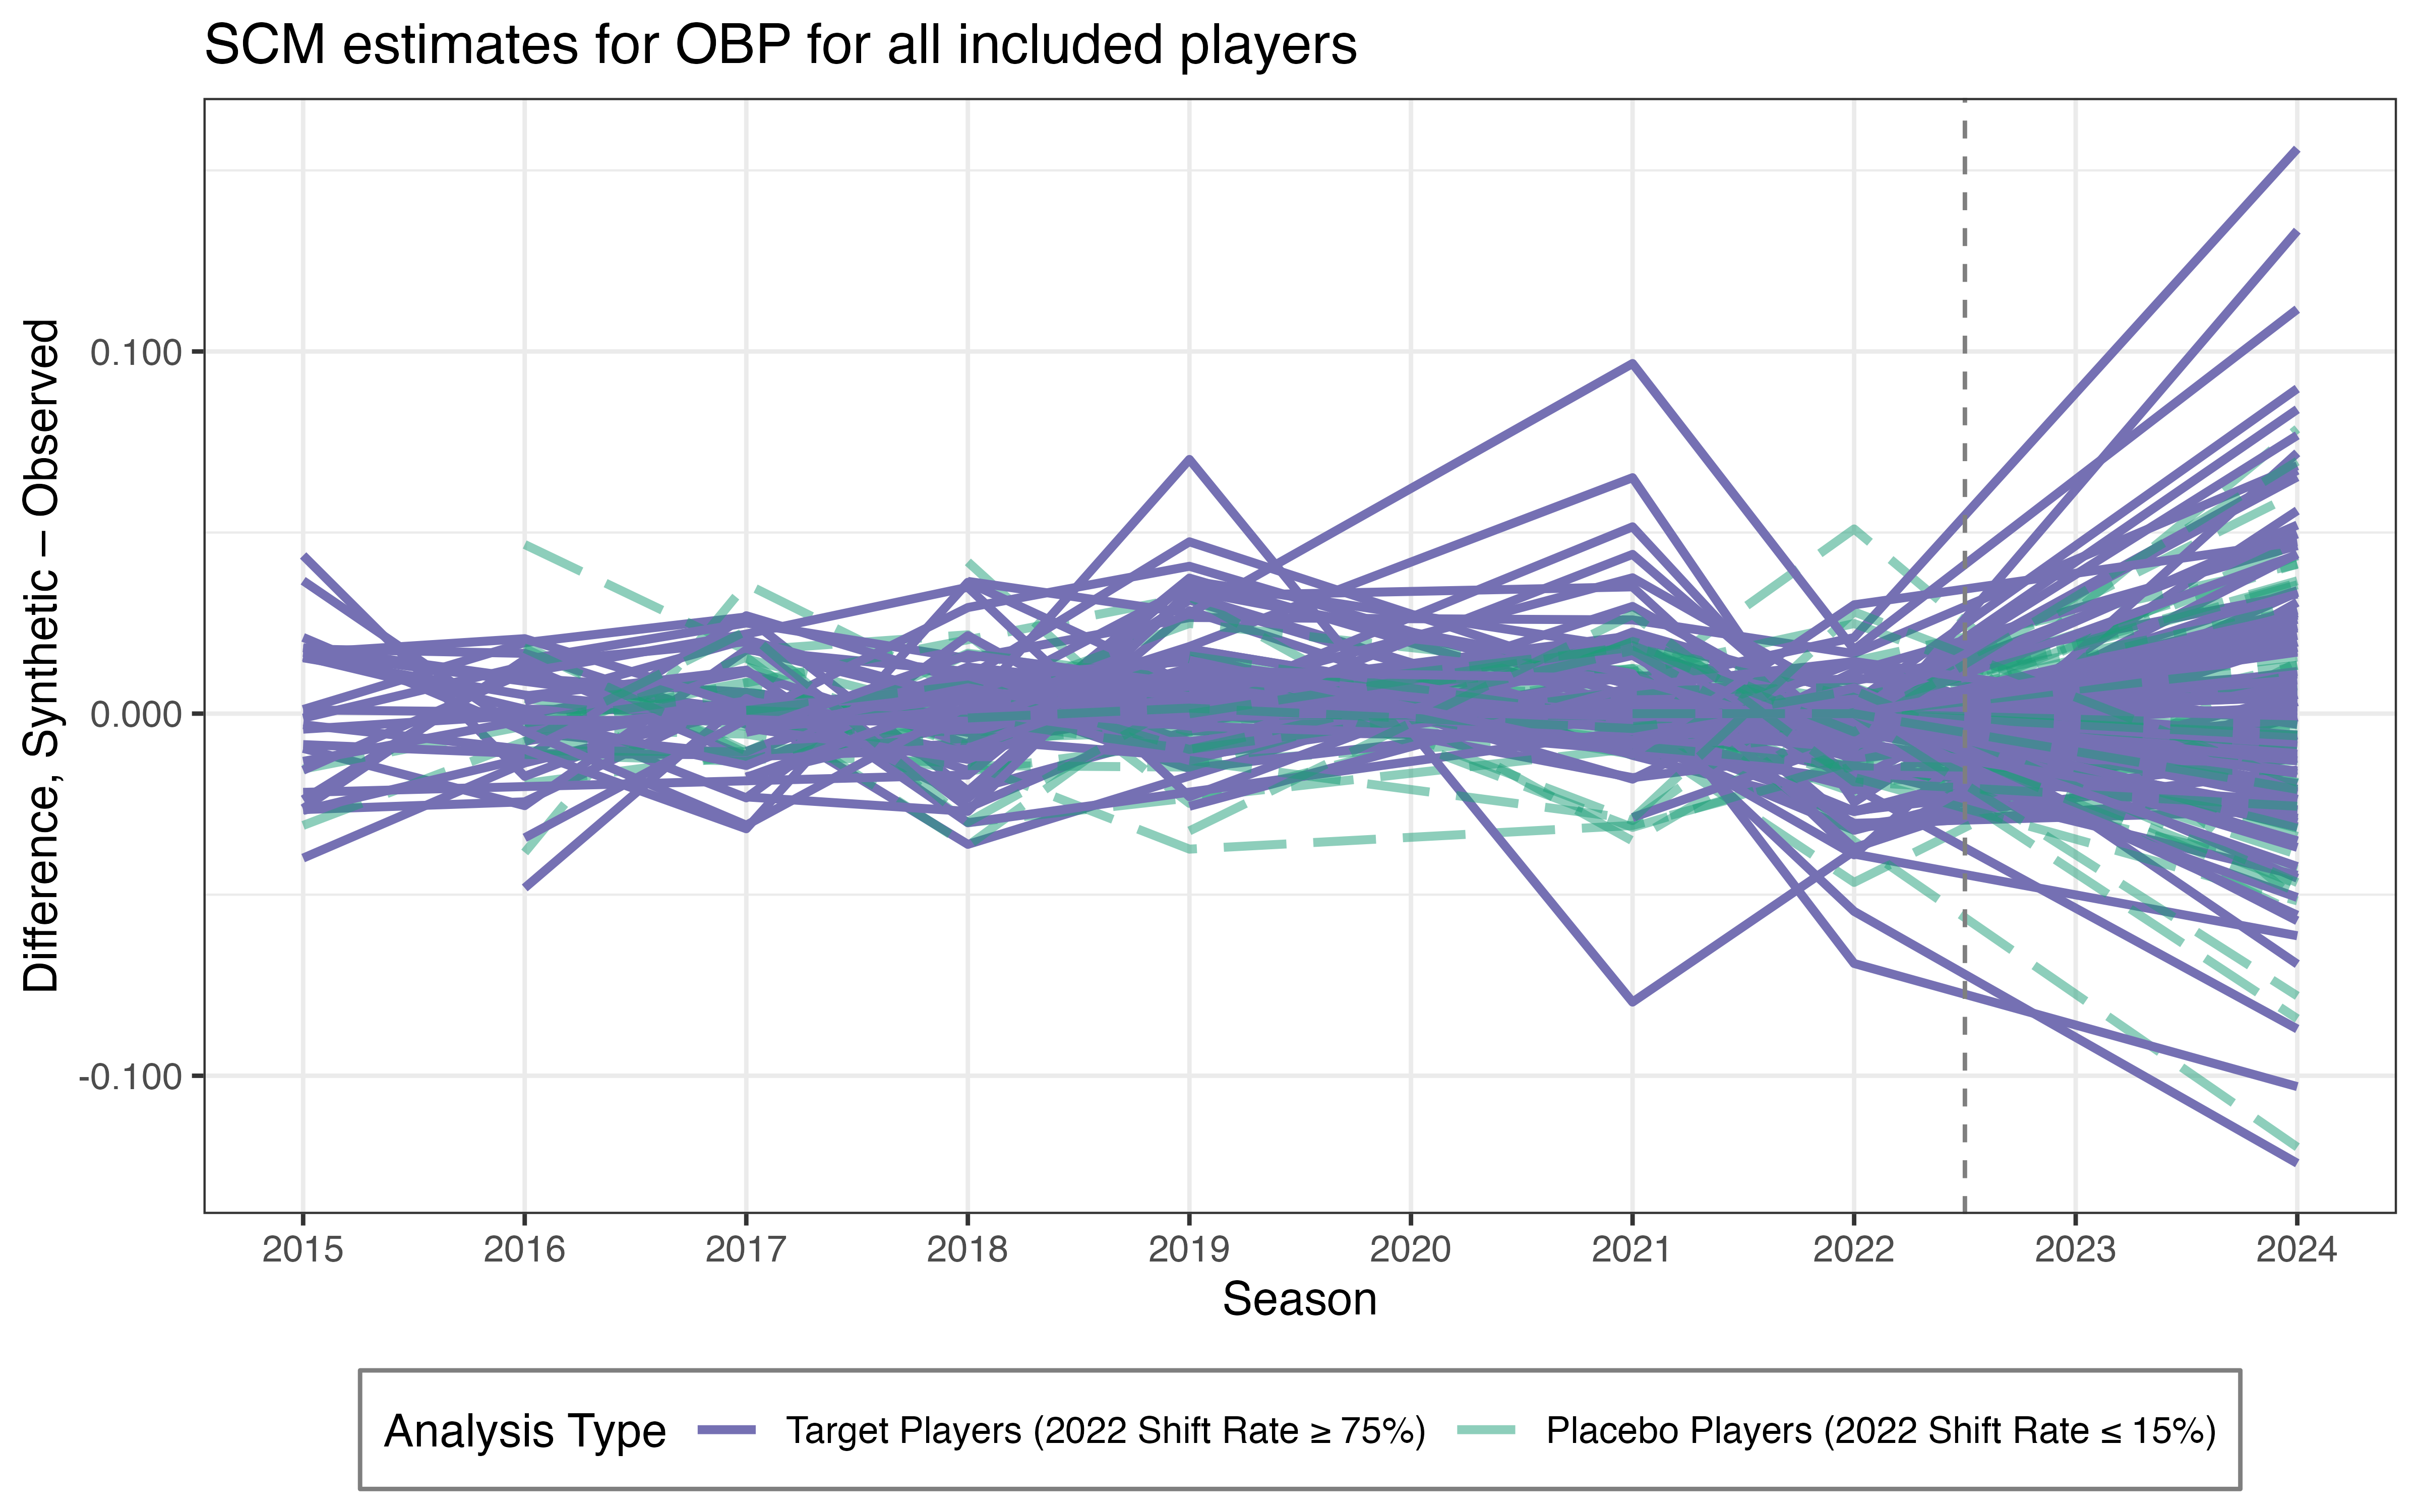 SCM estimates for OBP for all included players
Difference, Synthetic – Observed
0.100
0.000
-0.100
2015 2016 2017 2018 2019 2020 2021 2022 2023 2024
Season
Analysis Type Target Players (2022 Shift Rate ≥ 75%) Placebo Players (2022 Shift Rate ≤ 15%)